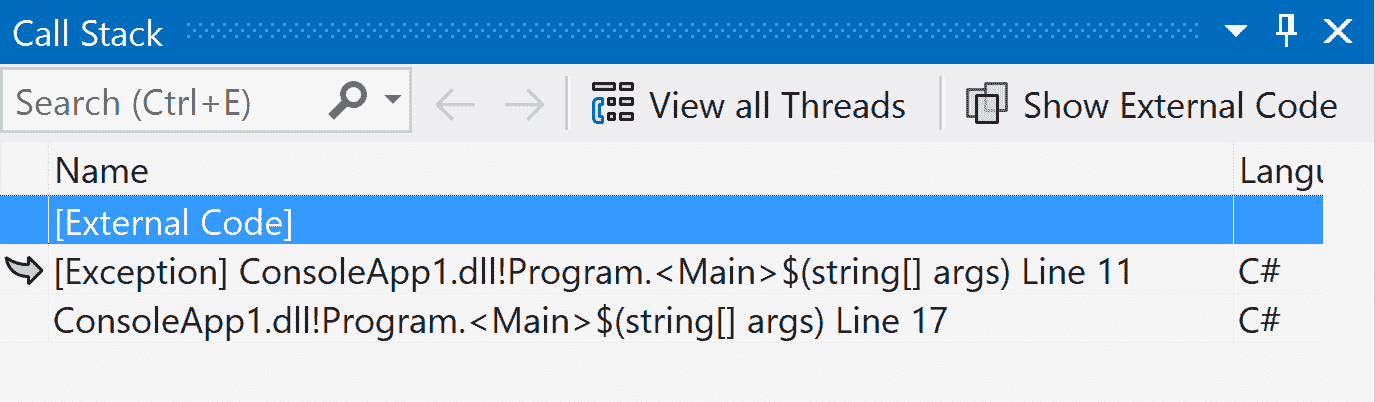 Call Stack
Search (Ctrl+E) View all Threads Show External Code
Name Langu
[External Code]
[Exception] ConsoleApp1.dll!Program.<Main>$(string[] args) Line 11 C#
ConsoleApp1.dll!Program.<Main>$(string[] args) Line 17 C#